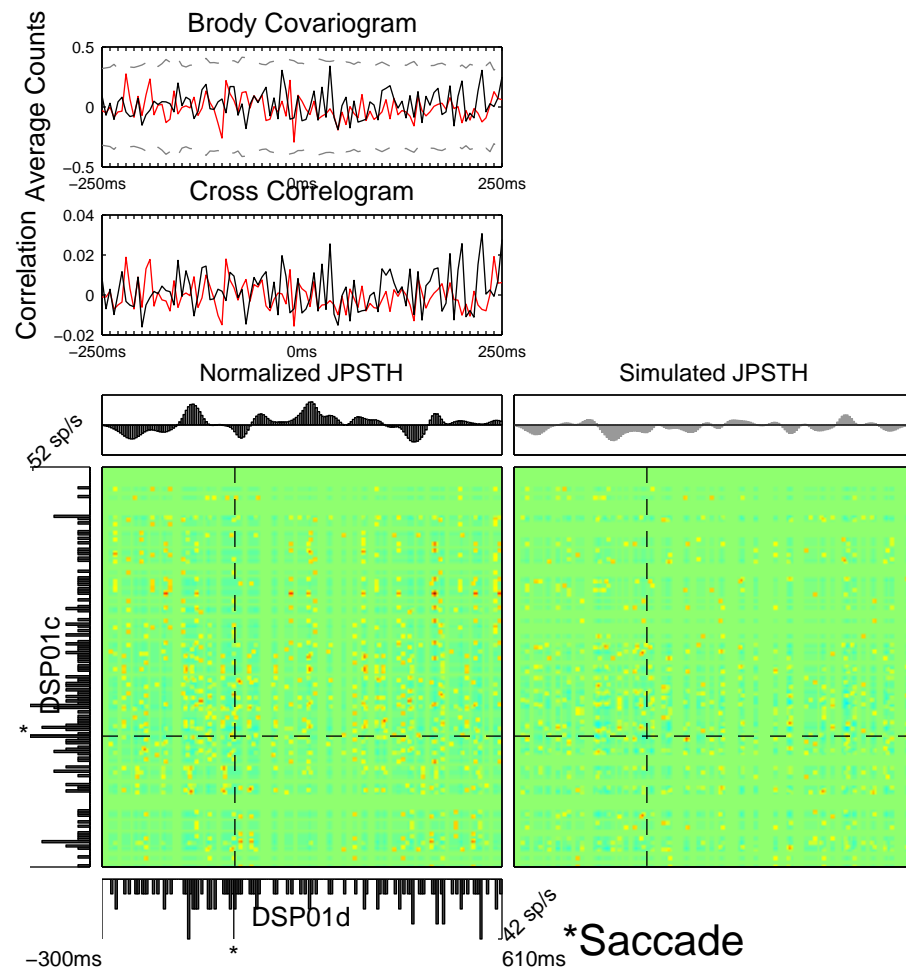 Brody Covariogram
Average Counts
0.5
0
−0.5
−250ms
0ms
250ms
Cross Correlogram
Correlation
0.04
0.02
0
−0.02
−250ms
0ms
250ms
Normalized JPSTH
Simulated JPSTH
52 sp/s
DSP01c
*
DSP01d
42 sp/s
*
*Saccade
−300ms
610ms